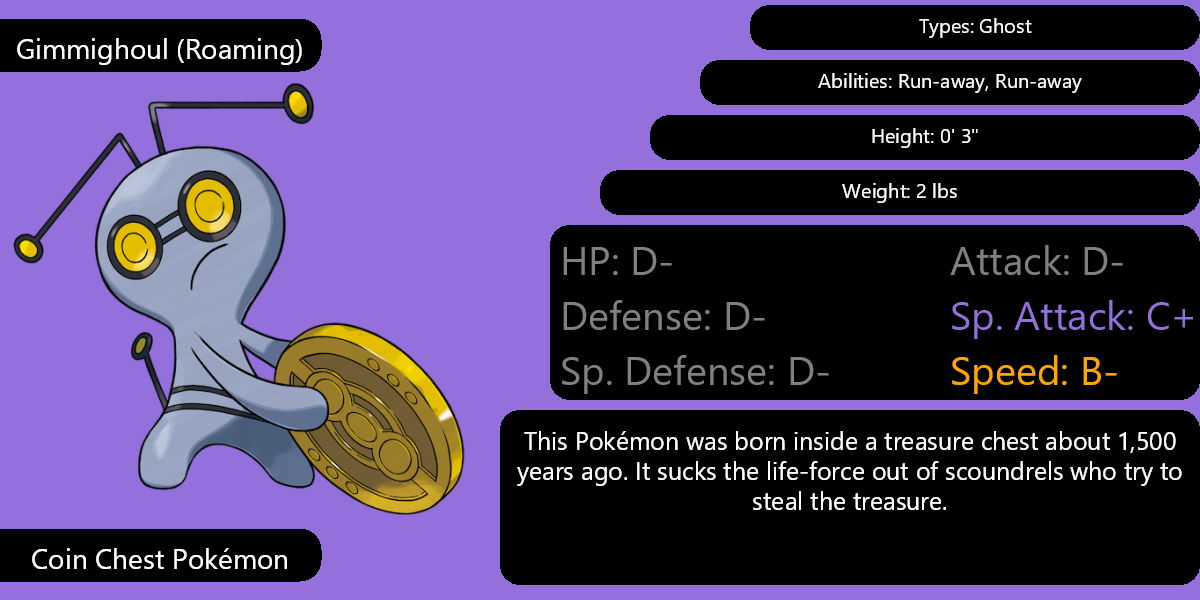 Gimmighoul (Roaming)
Types: Ghost
Abilities: Run-away, Run-away
Height: 0' 3"
Weight: 2 lbs
HP: D-
Attack: D-
Defense: D-
Sp. Attack: C+
Sp. Defense: D-
Speed: B-
This Pokémon was born inside a treasure chest about 1,500
years ago. It sucks the life-force out of scoundrels who try to
steal the treasure.
Coin Chest Pokémon